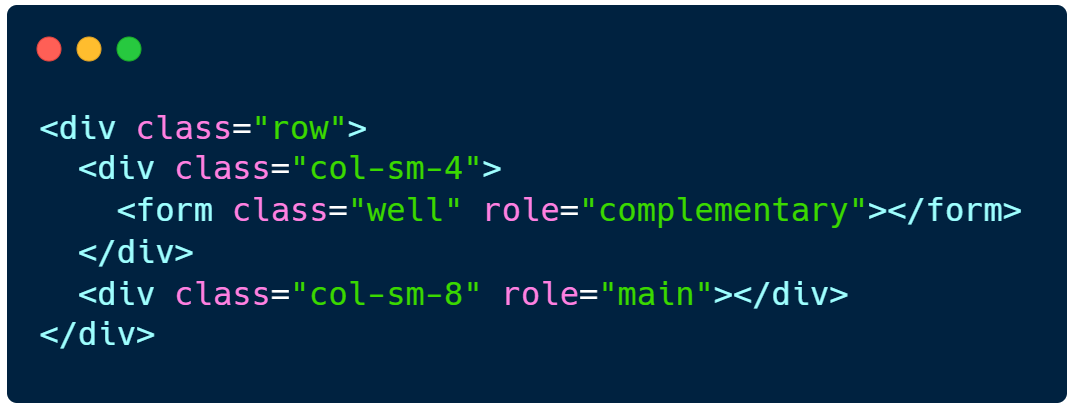 <div class="row">
  <div class="col-sm-4">
    <form class="well" role="complementary"></form>
  </div>
  <div class="col-sm-8" role="main"></div>
</div>